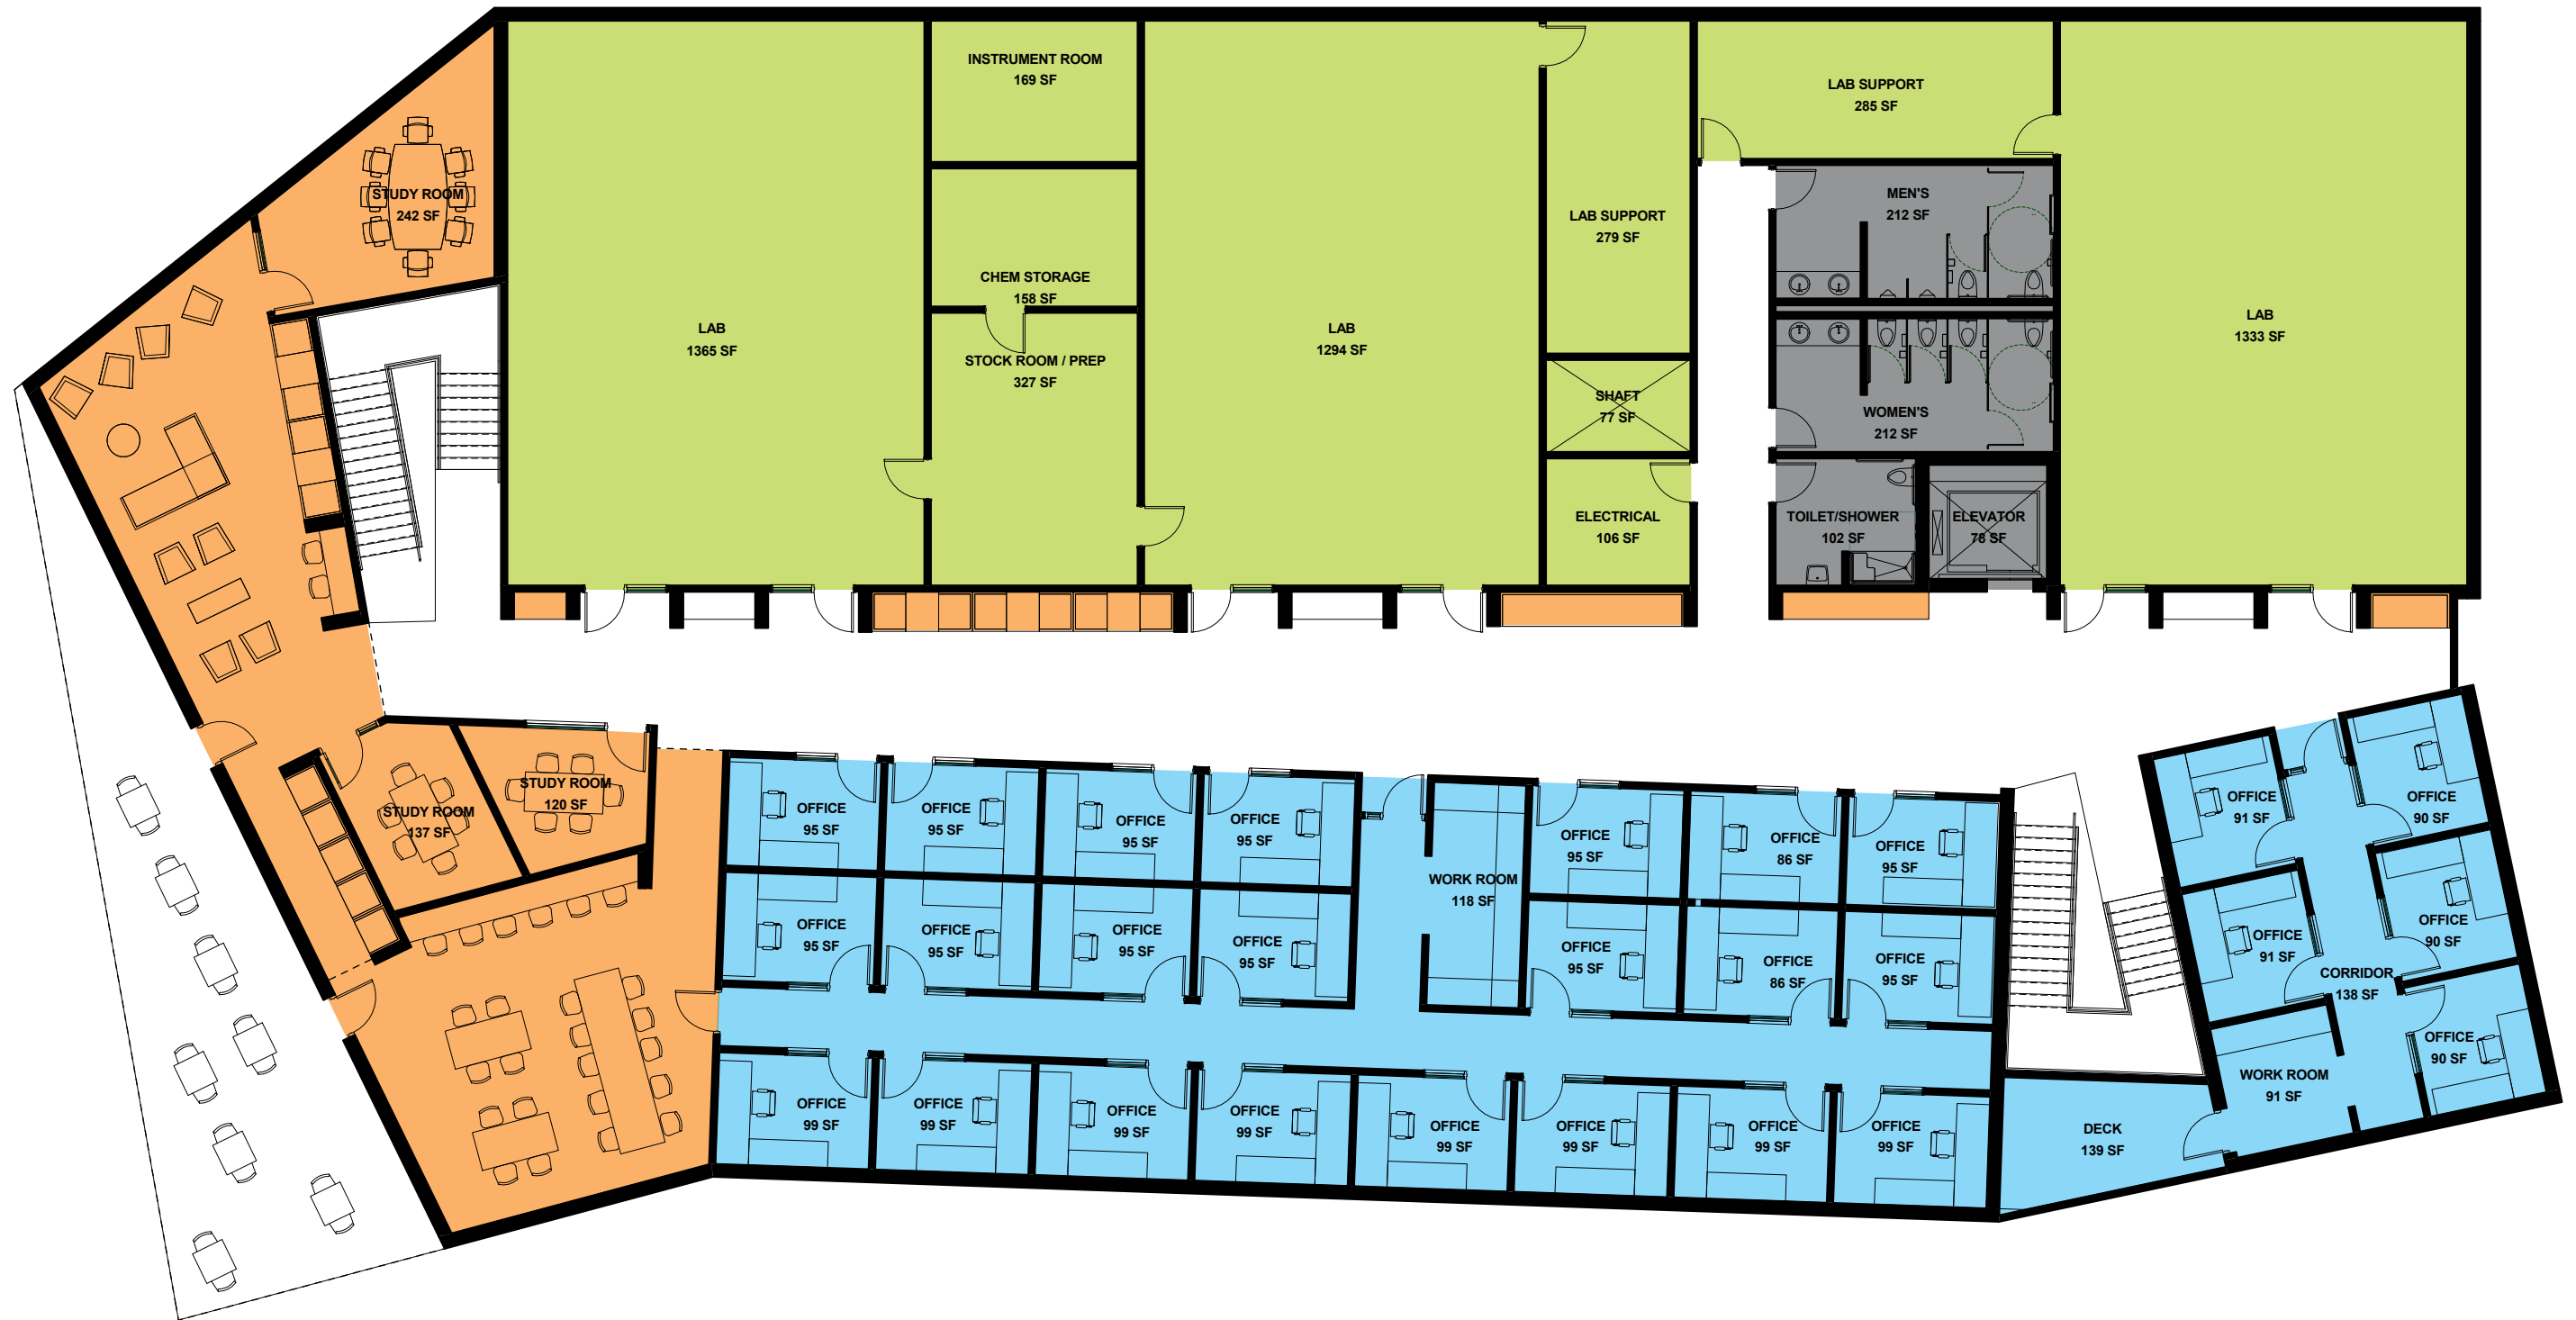 INSTRUMENT ROOM
169 SF
LAB SUPPORT
285 SF
STUDY ROOM
242 SF
MEN'S
212 SF
LAB SUPPORT
279 SF
CHEM STORAGE
158 SF
LAB
1365 SF
LAB
1294 SF
LAB
1333 SF
STOCK ROOM / PREP
327 SF
SHAFT
77 SF
WOMEN'S
212 SF
ELECTRICAL
106 SF
TOILET/SHOWER
102 SF
ELEVATOR
78 SF
STUDY ROOM
120 SF
STUDY ROOM
137 SF
OFFICE
95 SF
OFFICE
95 SF
OFFICE
95 SF
OFFICE
95 SF
OFFICE
95 SF
OFFICE
86 SF
OFFICE
95 SF
OFFICE
91 SF
OFFICE
90 SF
WORK ROOM
118 SF
OFFICE
95 SF
OFFICE
95 SF
OFFICE
95 SF
OFFICE
95 SF
OFFICE
95 SF
OFFICE
86 SF
OFFICE
95 SF
OFFICE
91 SF
OFFICE
90 SF
CORRIDOR
138 SF
OFFICE
90 SF
WORK ROOM
91 SF
OFFICE
99 SF
OFFICE
99 SF
OFFICE
99 SF
OFFICE
99 SF
OFFICE
99 SF
OFFICE
99 SF
OFFICE
99 SF
OFFICE
99 SF
DECK
139 SF